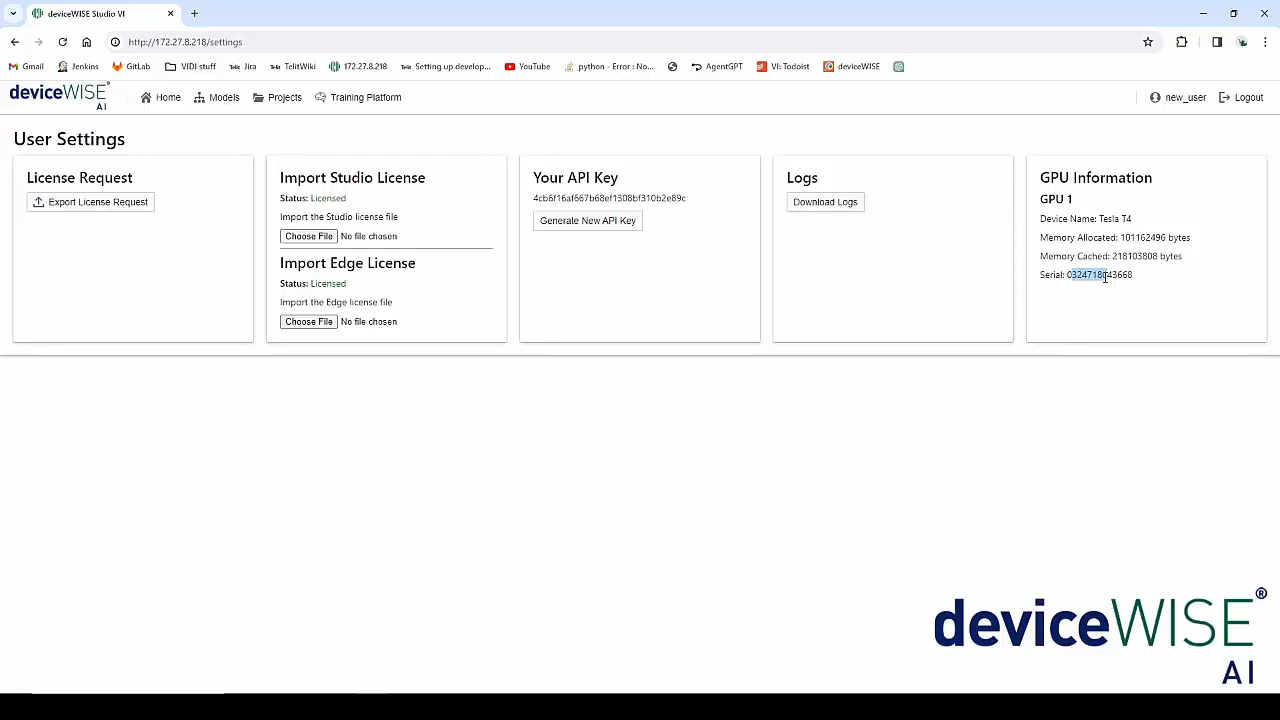 deviceWISE Studio VI
http://172.27.8.218/settings
Gmail Jenkins GitLab VIDI stuff Jira TelitWiki 172.27.8.218 Setting up develop... YouTube python - Error : No... AgentGPT VI: Todoist deviceWISE
deviceWISE® AI
Home Models Projects Training Platform new_user Logout
User Settings
License Request
Export License Request
Import Studio License
Status: Licensed
Import the Studio license file
Choose File No file chosen
Import Edge License
Status: Licensed
Import the Edge license file
Choose File No file chosen
Your API Key
4cb6f16af667b68ef1308bf310b2e89c
Generate New API Key
Logs
Download Logs
GPU Information
GPU 1
Device Name: Tesla T4
Memory Allocated: 101162496 bytes
Memory Cached: 218103808 bytes
Serial:
deviceWISE®
AI